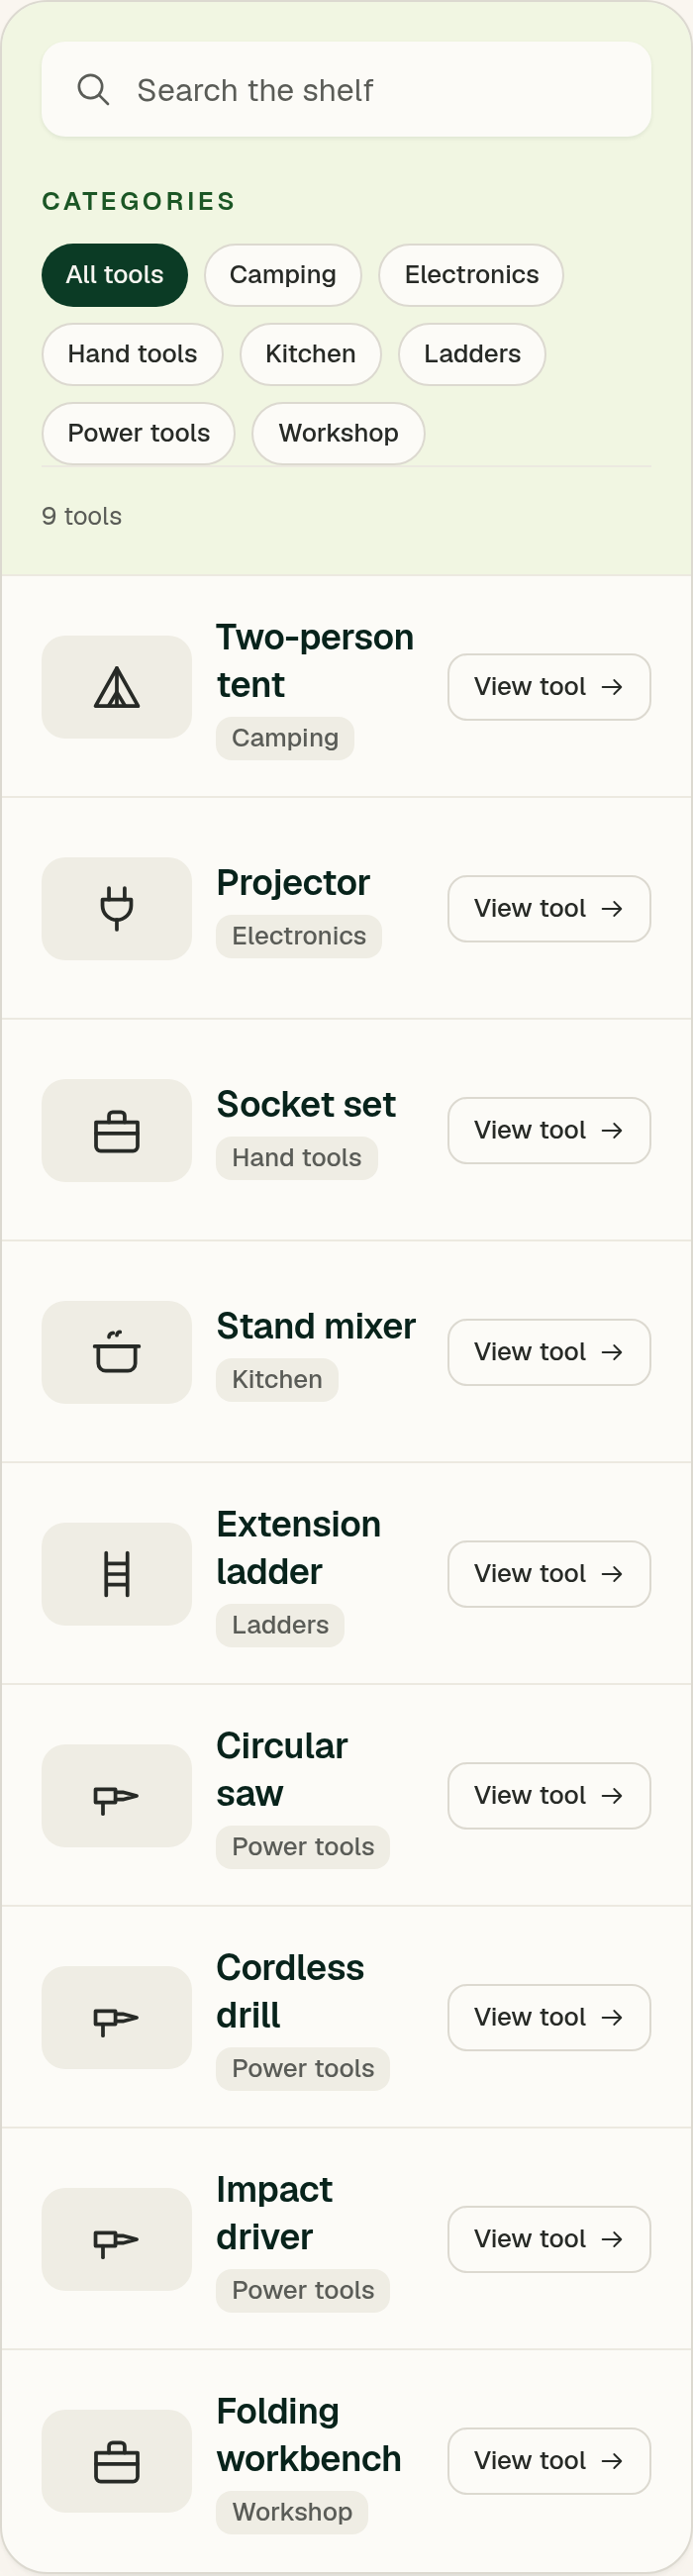 Search the shelf
CATEGORIES
All tools
Camping
Electronics
Hand tools
Kitchen
Ladders
Power tools
Workshop
9 tools
Two-person
tent
Camping
View tool →
Projector
Electronics
View tool →
Socket set
Hand tools
View tool →
Stand mixer
Kitchen
View tool →
Extension
ladder
Ladders
View tool →
Circular
saw
Power tools
View tool →
Cordless
drill
Power tools
View tool →
Impact
driver
Power tools
View tool →
Folding
workbench
Workshop
View tool →